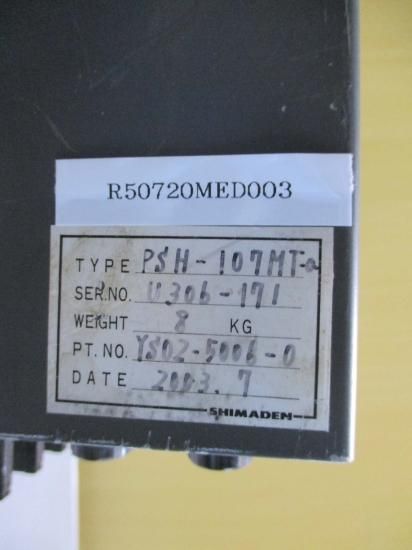 R50720MED003
TYPE PSH-107MT-a
SER.NO. U306-171
WEIGHT 8 KG
PT.NO. YS02-5006-0
DATE 2003.7
SHIMADEN